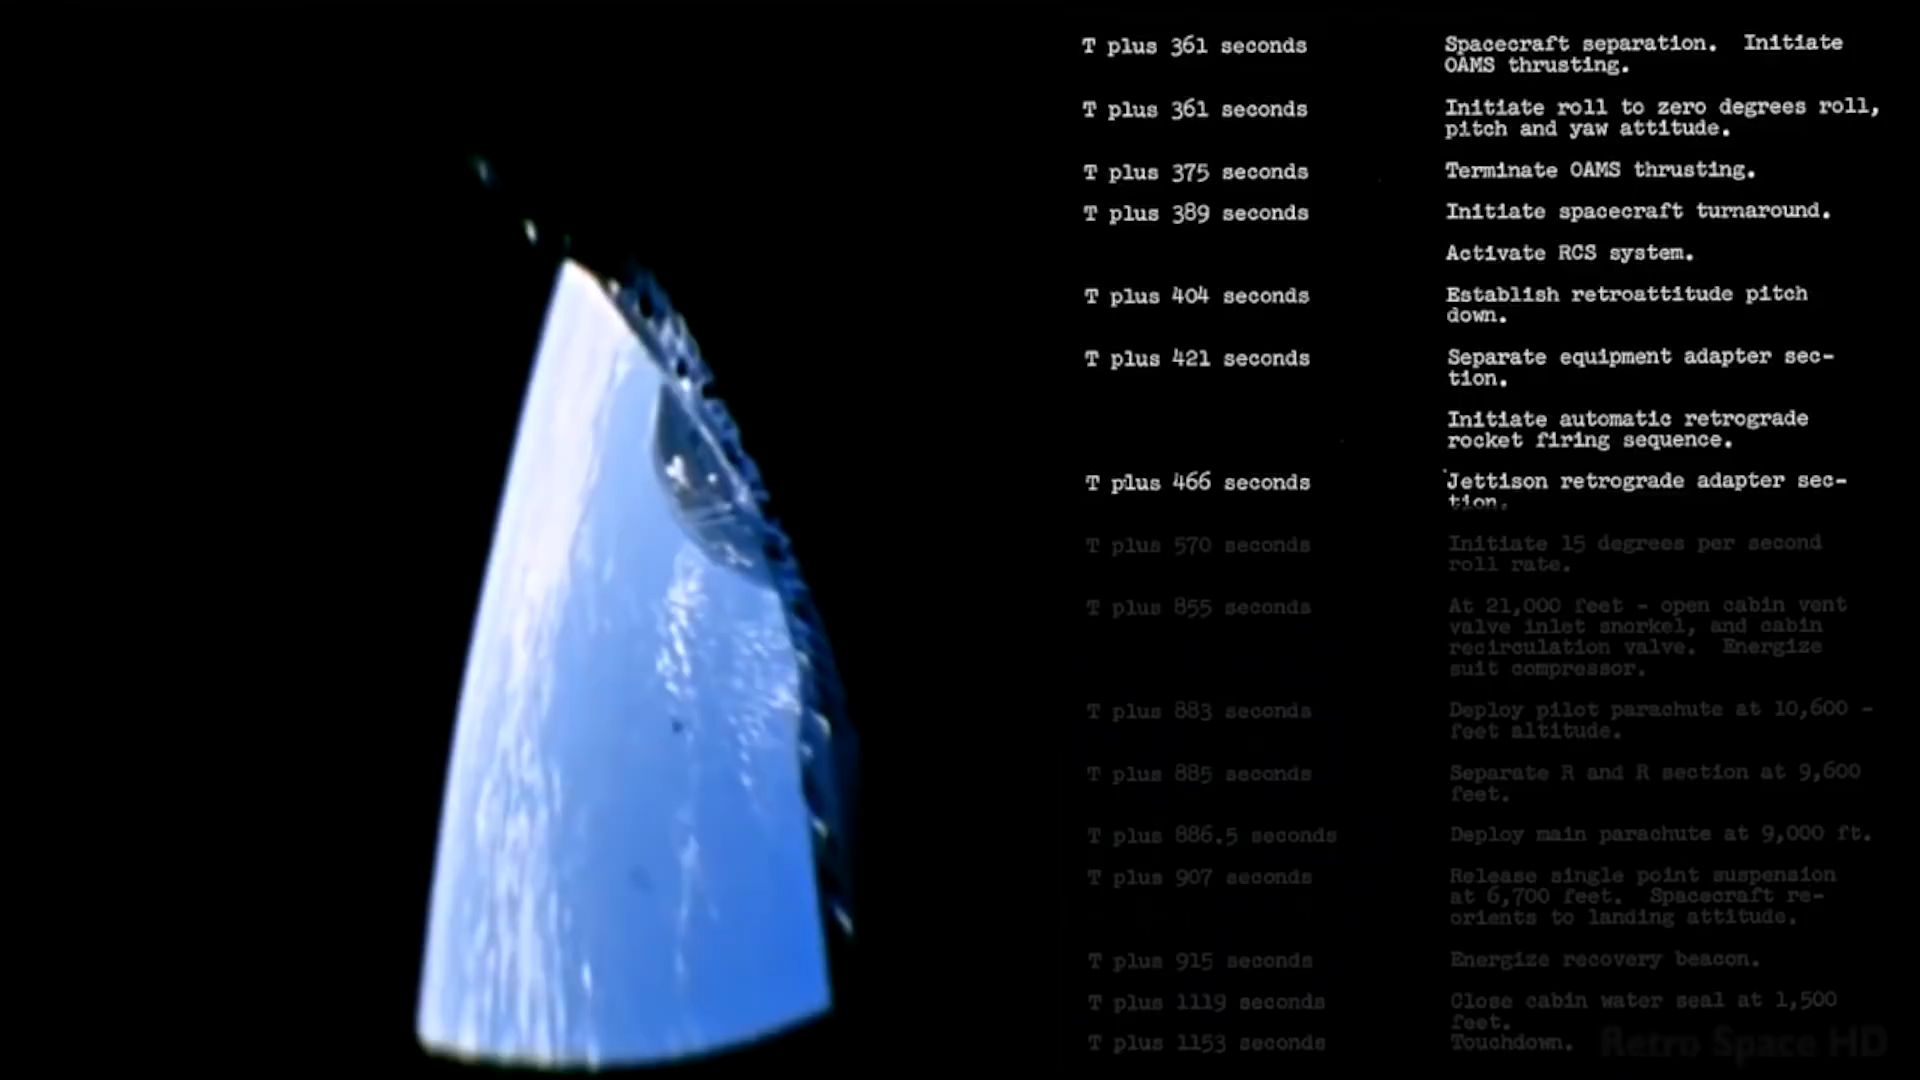 T plus 361 seconds Spacecraft separation. Initiate
OAMS thrusting.
T plus 361 seconds Initiate roll to zero degrees roll,
pitch and yaw attitude.
T plus 375 seconds Terminate OAMS thrusting.
T plus 389 seconds Initiate spacecraft turnaround.
Activate RCS system.
T plus 404 seconds Establish retroattitude pitch
down.
T plus 421 seconds Separate equipment adapter sec-
tion.
Initiate automatic retrograde
rocket firing sequence.
T plus 466 seconds Jettison retrograde adapter sec-
tion.
T plus 570 seconds Initiate 15 degrees per second
roll rate.
T plus 855 seconds At 21,000 feet - open cabin vent
valve inlet snorkel, and cabin
recirculation valve. Energize
suit compressor.
T plus 883 seconds Deploy pilot parachute at 10,600 -
feet altitude.
T plus 885 seconds Separate R and R section at 9,600
feet.
T plus 886.5 seconds Deploy main parachute at 9,000 ft.
T plus 907 seconds Release single point suspension
at 6,700 feet. Spacecraft re-
orients to landing attitude.
T plus 915 seconds Energize recovery beacon.
T plus 1119 seconds Close cabin water seal at 1,500
feet.
T plus 1153 seconds Touchdown.
Retro Space HD